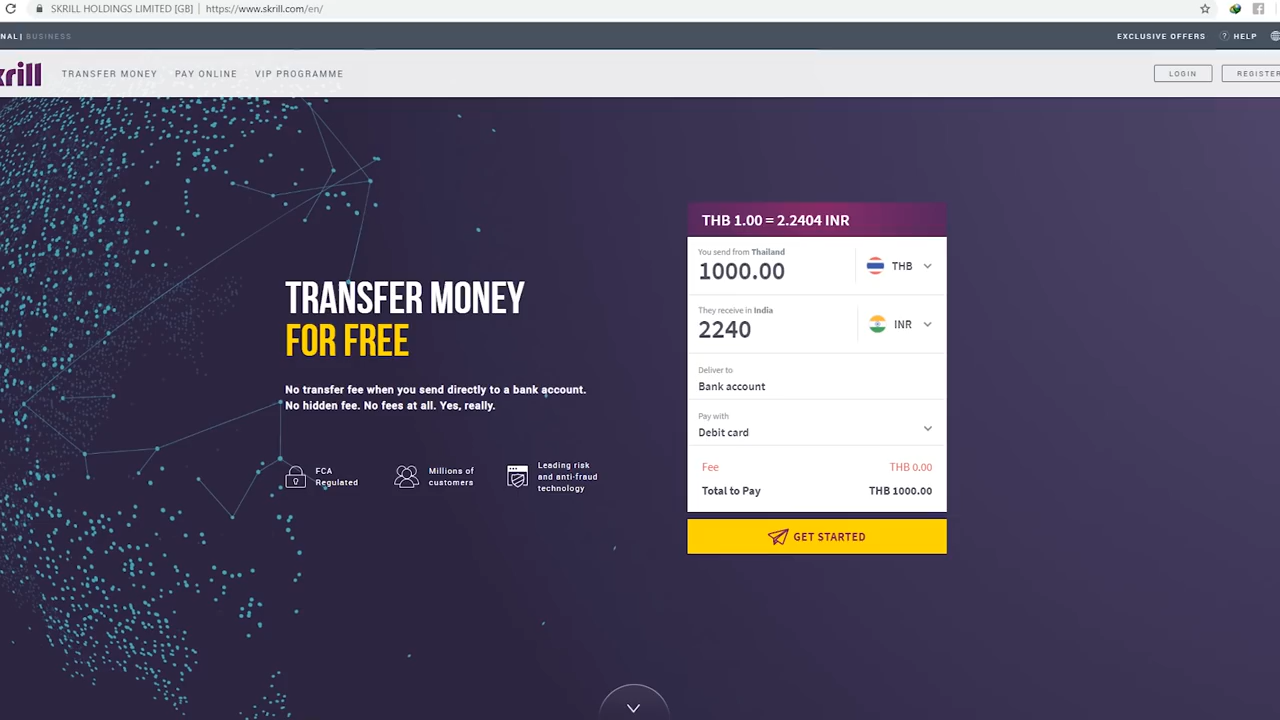 SKRILL HOLDINGS LIMITED [GB] | https://www.skrill.com/en/
NAL | BUSINESS
EXCLUSIVE OFFERS
? HELP
krill
TRANSFER MONEY
PAY ONLINE
VIP PROGRAMME
LOGIN
REGISTER
THB 1.00 = 2.2404 INR
You send from Thailand
1000.00
THB
They receive in India
2240
INR
Deliver to
Bank account
Pay with
Debit card
Fee THB 0.00
Total to Pay THB 1000.00
GET STARTED
TRANSFER MONEY
FOR FREE
No transfer fee when you send directly to a bank account.
No hidden fee. No fees at all. Yes, really.
FCA
Regulated
Millions of
customers
Leading risk
and anti-fraud
technology